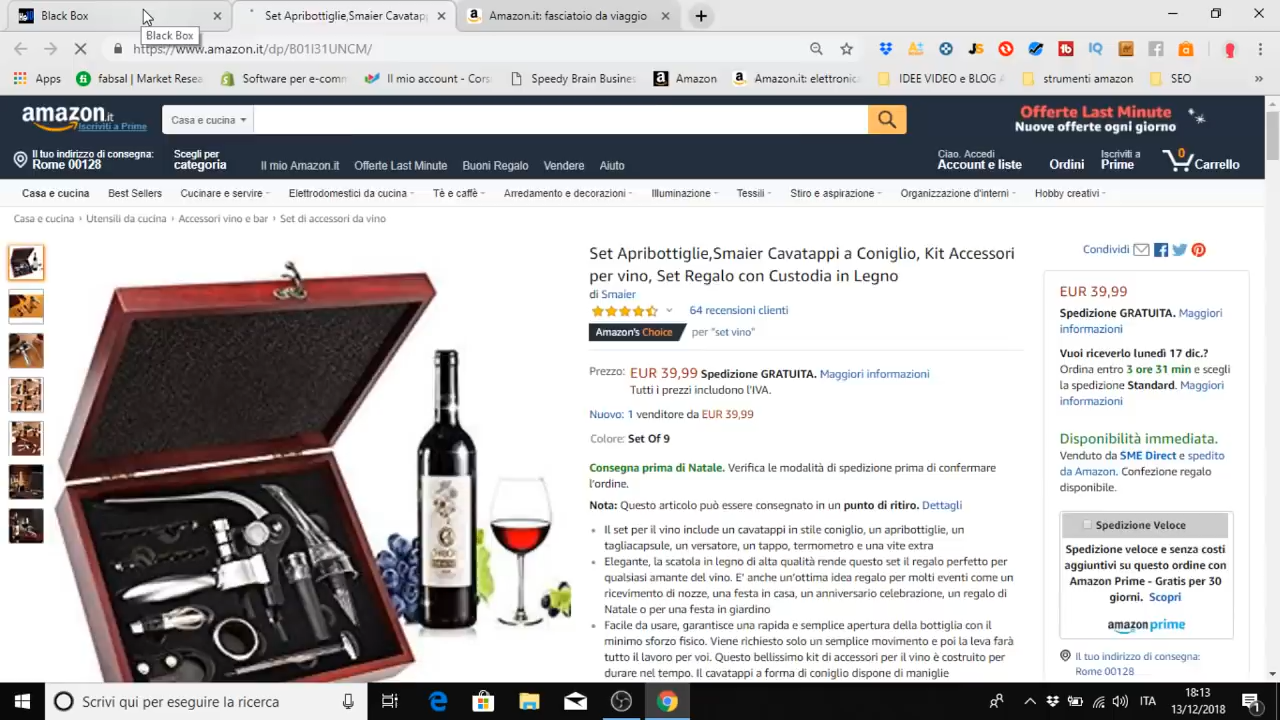 Black Box
Set Apribottiglie,Smaier Cavatapp
Amazon.it: fasciatoio da viaggio
Black Box
https://www.amazon.it/dp/B01I31UNCM/
Apps
fabsal | Market Resea
Software per e-comm
Il mio account - Cors
Speedy Brain Busines
Amazon
Amazon.it: elettronic
IDEE VIDEO e BLOG
strumenti amazon
SEO
»
amazon.it
Iscriviti a Prime
Casa e cucina
Offerte Last Minute
Nuove offerte ogni giorno
Il tuo indirizzo di consegna:
Rome 00128
Scegli per
categoria
Il mio Amazon.it
Offerte Last Minute
Buoni Regalo
Vendere
Aiuto
Ciao. Accedi
Account e liste
Ordini
Iscriviti a
Prime
0
Carrello
Casa e cucina
Best Sellers
Cucinare e servire
Elettrodomestici da cucina
Tè e caffè
Arredamento e decorazioni
Illuminazione
Tessili
Stiro e aspirazione
Organizzazione d'interni
Hobby creativi
Casa e cucina › Utensili da cucina › Accessori vino e bar › Set di accessori da vino
Set Apribottiglie,Smaier Cavatappi a Coniglio, Kit Accessori
per vino, Set Regalo con Custodia in Legno
di Smaier
64 recensioni clienti
Amazon's Choice per "set vino"
Prezzo: EUR 39,99 Spedizione GRATUITA. Maggiori informazioni
Tutti i prezzi includono l'IVA.
Nuovo: 1 venditore da EUR 39,99
Colore: Set Of 9
Consegna prima di Natale. Verifica le modalità di spedizione prima di confermare
l'ordine.
Nota: Questo articolo può essere consegnato in un punto di ritiro. Dettagli
• Il set per il vino include un cavatappi in stile coniglio, un apribottiglie, un
tagliacapsule, un versatore, un tappo, termometro e una vite extra
• Elegante, la scatola in legno di alta qualità rende questo set il regalo perfetto per
qualsiasi amante del vino. E' anche un'ottima idea regalo per molti eventi come un
ricevimento di nozze, una festa in casa, un anniversario celebrazione, un regalo di
Natale o per una festa in giardino
• Facile da usare, garantisce una rapida e semplice apertura della bottiglia con il
minimo sforzo fisico. Viene richiesto solo un semplice movimento e poi la leva farà
tutto il lavoro per voi. Questo bellissimo kit di accessori per il vino è costruito per
durare nel tempo. Il cavatappi a forma di coniglio dispone di maniglie
Condividi
EUR 39,99
Spedizione GRATUITA. Maggiori
informazioni
Vuoi riceverlo lunedì 17 dic.?
Ordina entro 3 ore 31 min e scegli
la spedizione Standard. Maggiori
informazioni
Disponibilità immediata.
Venduto da SME Direct e spedito
da Amazon. Confezione regalo
disponibile.
Spedizione Veloce
Spedizione veloce e senza costi
aggiuntivi su questo ordine con
Amazon Prime - Gratis per 30
giorni. Scopri
amazon prime
Il tuo indirizzo di consegna:
Rome 00128
Scrivi qui per eseguire la ricerca
ITA
18:13
13/12/2018
1